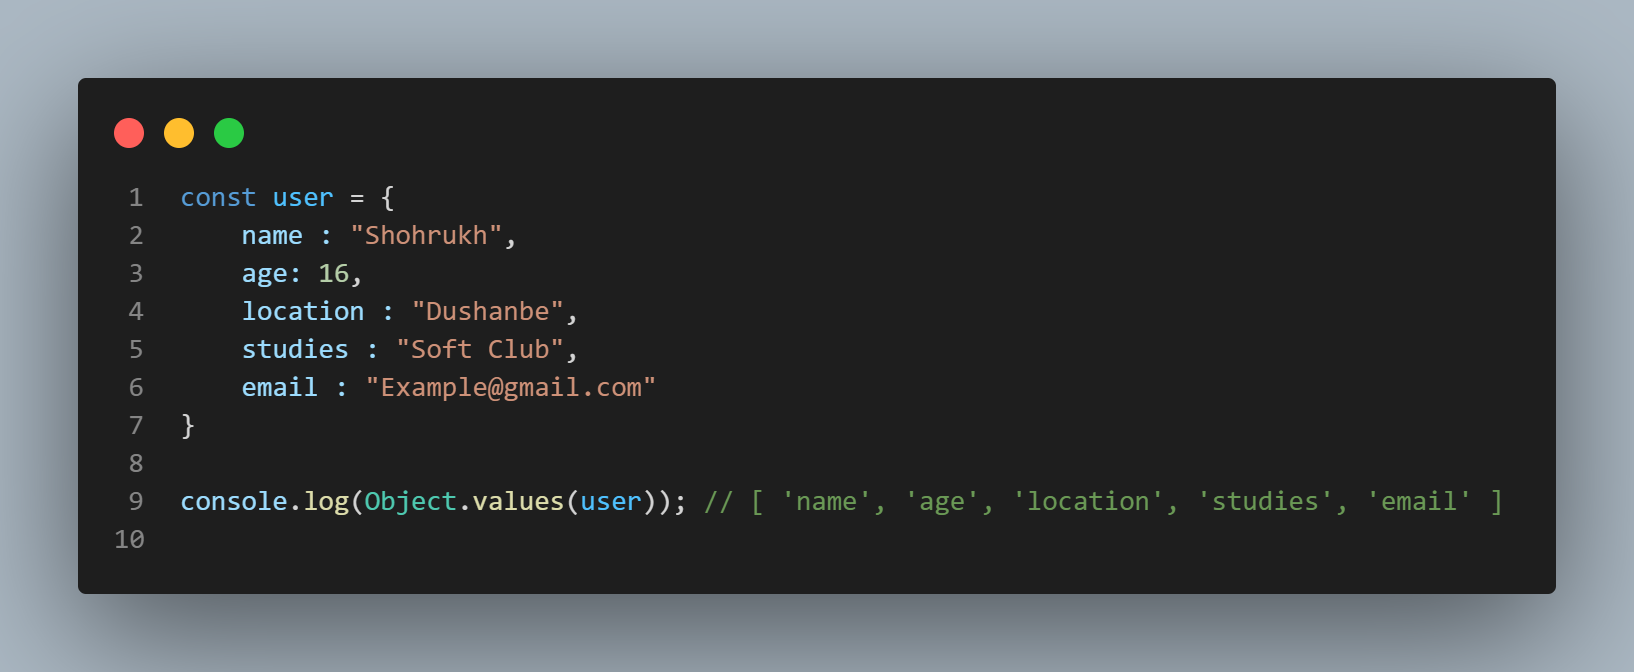 1 const user = {
2     name : "Shohrukh",
3     age: 16,
4     location : "Dushanbe",
5     studies : "Soft Club",
6     email : "Example@gmail.com"
7 }
8
9 console.log(Object.values(user)); // [ 'name', 'age', 'location', 'studies', 'email' ]
10